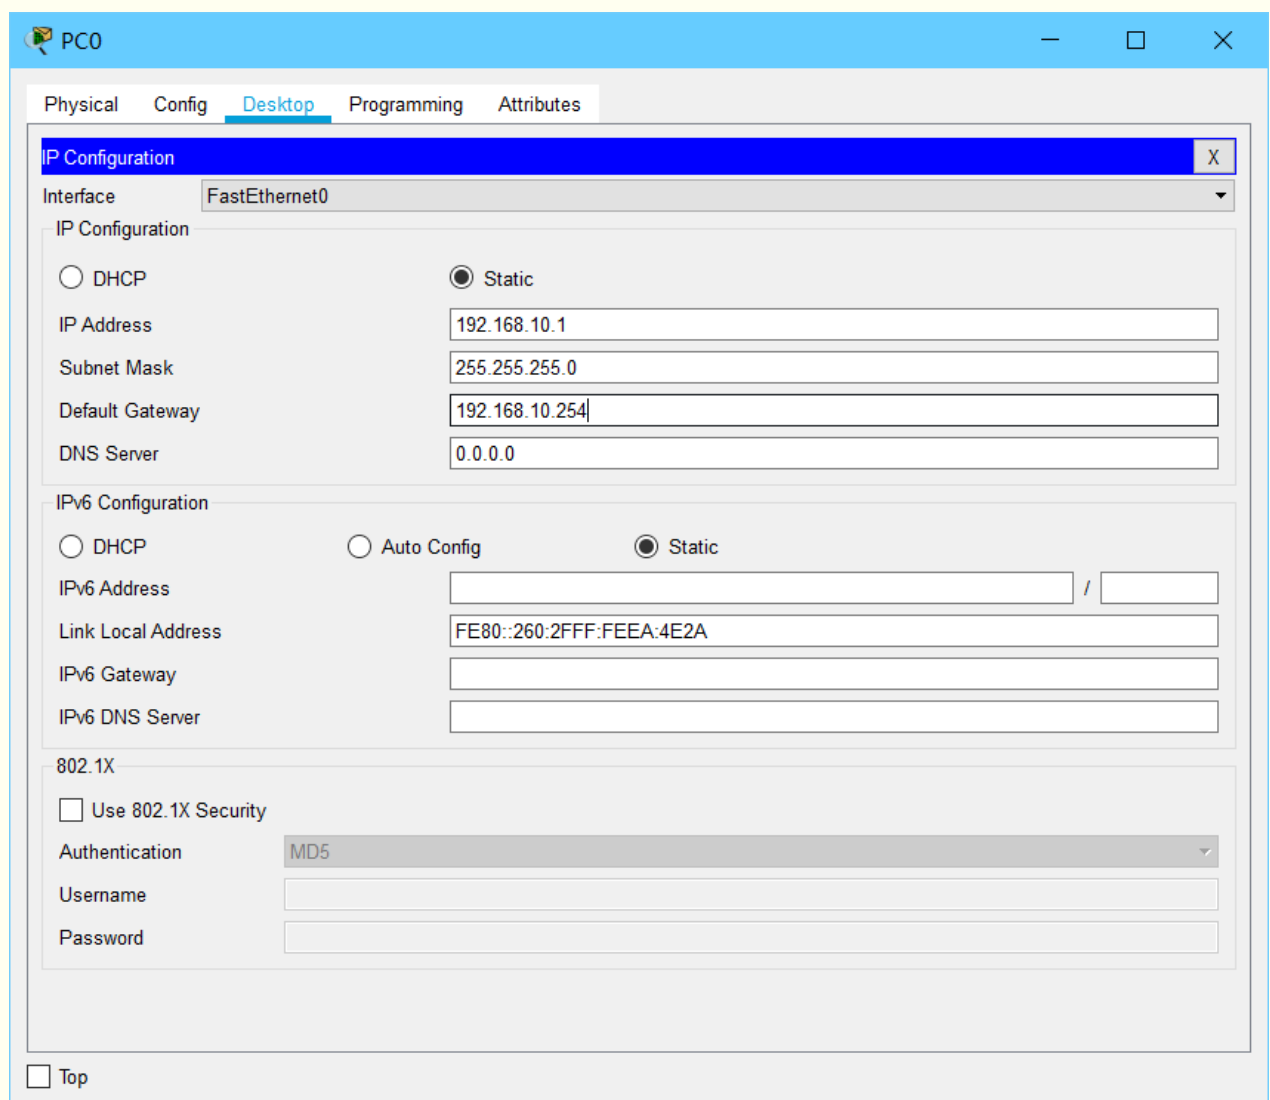 PC0
Physical Config Desktop Programming Attributes
IP Configuration X
Interface FastEthernet0
IP Configuration
DHCP Static
IP Address 192.168.10.1
Subnet Mask 255.255.255.0
Default Gateway 192.168.10.254
DNS Server 0.0.0.0
IPv6 Configuration
DHCP Auto Config Static
IPv6 Address /
Link Local Address FE80::260:2FFF:FEEA:4E2A
IPv6 Gateway
IPv6 DNS Server
802.1X
Use 802.1X Security
Authentication MD5
Username
Password
Top